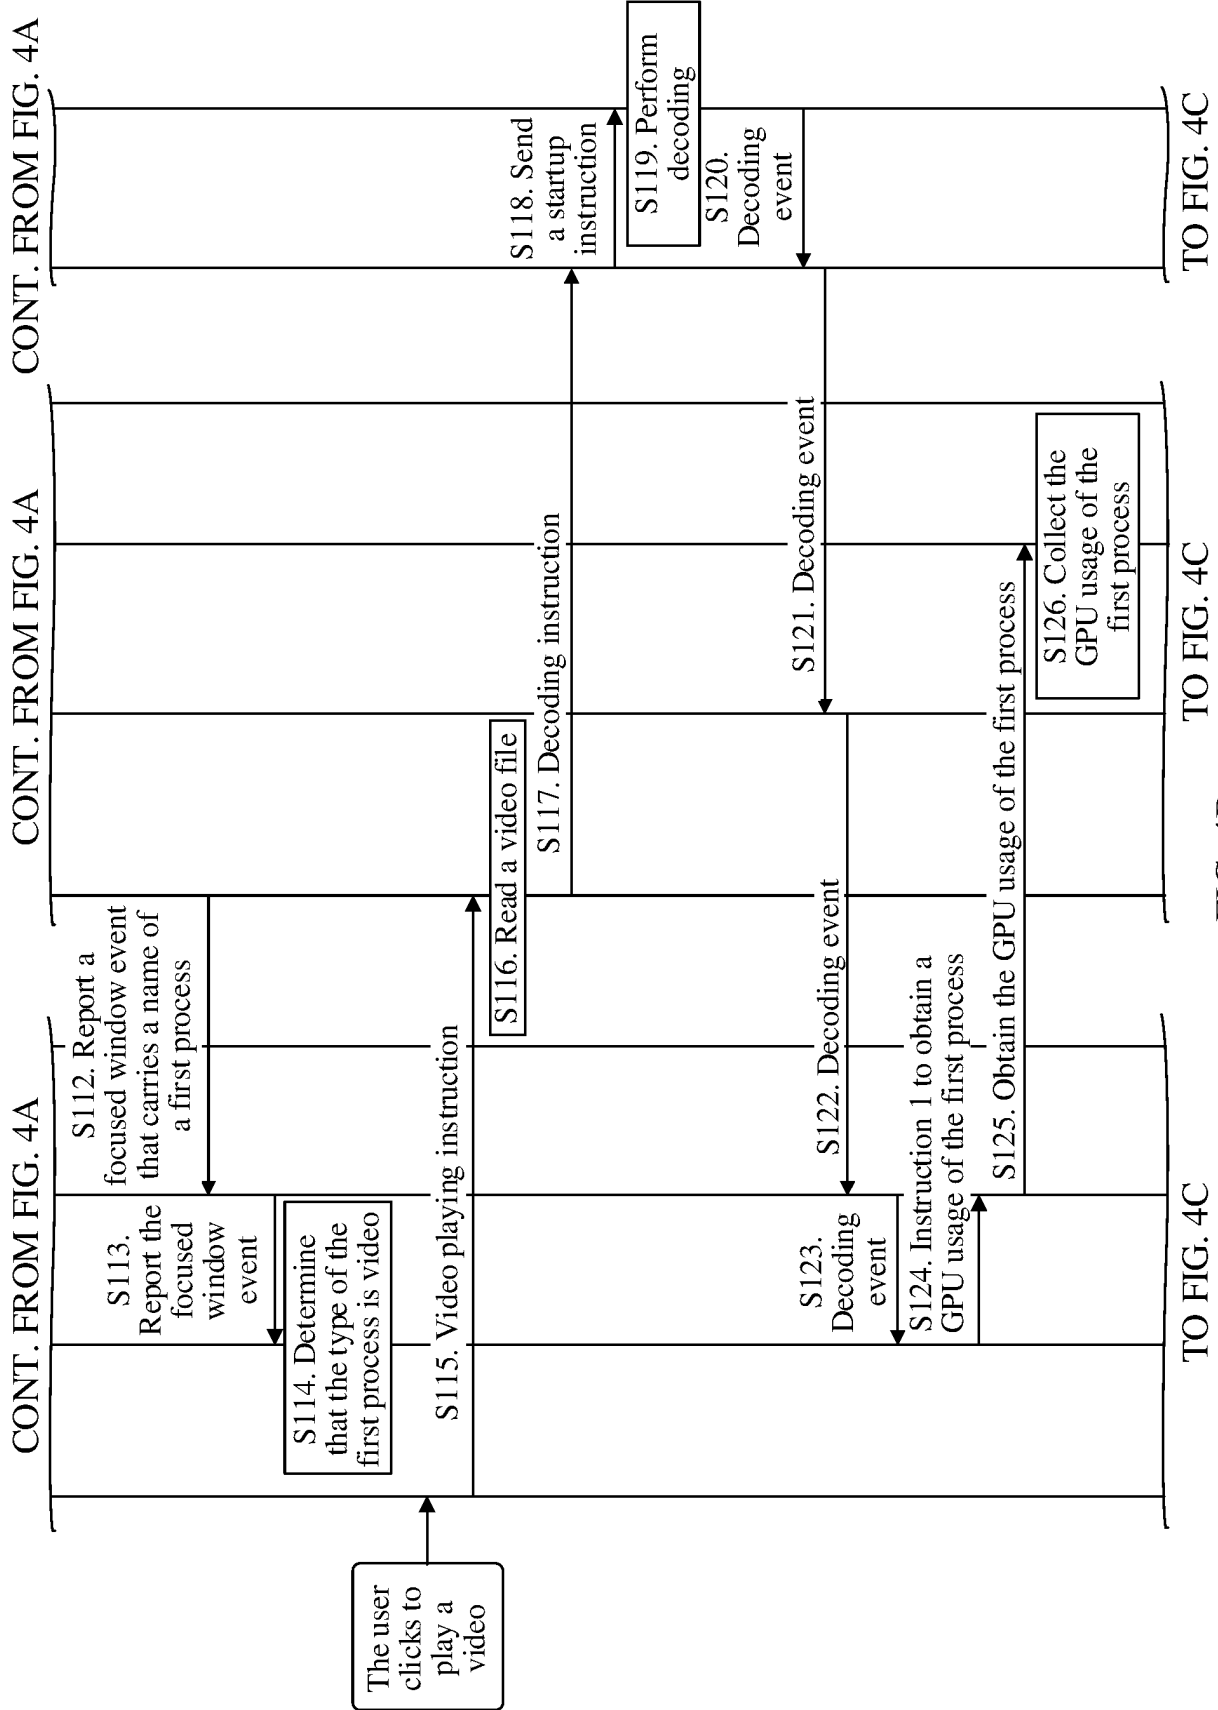 CONT. FROM FIG. 4A
CONT. FROM FIG. 4A
CONT. FROM FIG. 4A
S112. Report a
focused window event
that carries a name of
a first process
S113.
Report the
focused
window
event
S114. Determine
that the type of the
first process is video
The user
clicks to
play a
video
S115. Video playing instruction
S116. Read a video file
S117. Decoding instruction
S118. Send
a startup
instruction
S119. Perform
decoding
S120.
Decoding
event
S121. Decoding event
S122. Decoding event
S123.
Decoding
event
S124. Instruction 1 to obtain a
GPU usage of the first process
S125. Obtain the GPU usage of the first process
S126. Collect the
GPU usage of the
first process
TO FIG. 4C
TO FIG. 4C
TO FIG. 4C